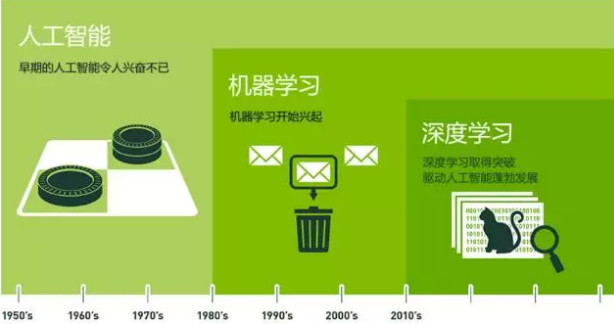 人工智能
早期的人工智能令人兴奋不已
机器学习
机器学习开始兴起
深度学习
深度学习取得突破
驱动人工智能蓬勃发展
1950's 1960's 1970's 1980's 1990's 2000's 2010's